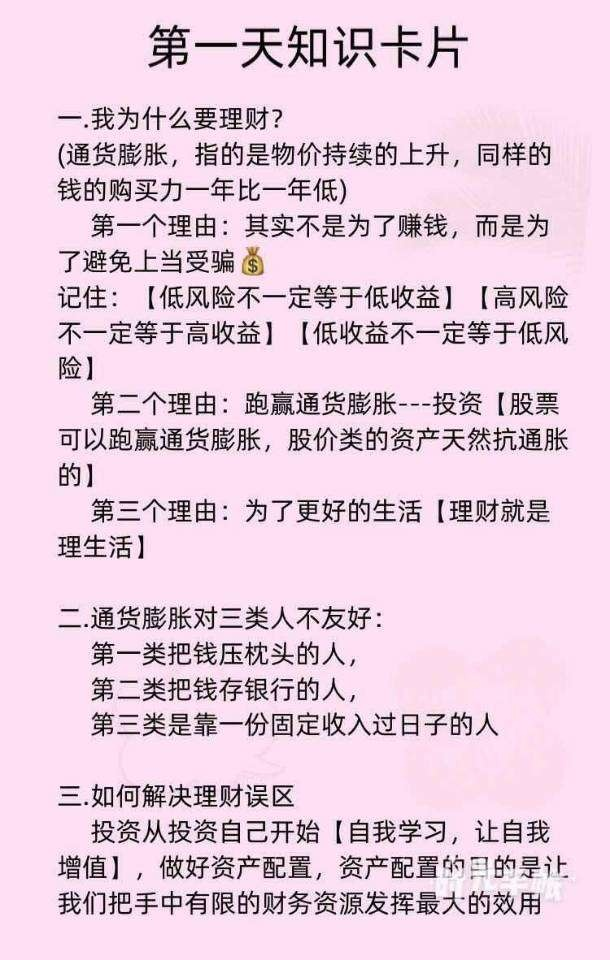 第一天知识卡片
一.我为什么要理财？
(通货膨胀，指的是物价持续的上升，同样的
钱的购买力一年比一年低)
第一个理由：其实不是为了赚钱，而是为
了避免上当受骗💰
记住：【低风险不一定等于低收益】【高风险
不一定等于高收益】【低收益不一定等于低风
险】
第二个理由：跑赢通货膨胀---投资【股票
可以跑赢通货膨胀，股价类的资产天然抗通胀
的】
第三个理由：为了更好的生活【理财就是
理生活】
二.通货膨胀对三类人不友好：
第一类把钱压枕头的人，
第二类把钱存银行的人，
第三类是靠一份固定收入过日子的人
三.如何解决理财误区
投资从投资自己开始【自我学习，让自我
增值】，做好资产配置，资产配置的目的是让
我们把手中有限的财务资源发挥最大的效用